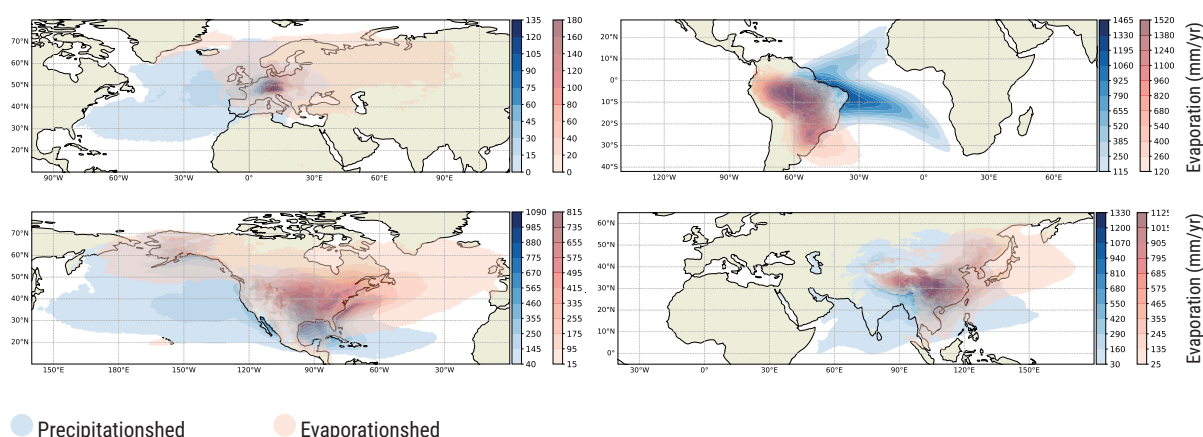 70°N
60°N
50°N
40°N
30°N
20°N
90°W 60°W 30°W 0° 30°E 60°E 90°E
135 120 105 90 75 60 45 30 15 0
180 160 140 120 100 80 60 40 20 0
20°N
10°N
0°
10°S
20°S
30°S
40°S
120°W 90°W 60°W 30°W 0° 30°E 60°E
1465 1330 1195 1060 925 790 655 520 385 250 115
1520 1380 1240 1100 960 820 680 540 400 260 120
Evaporation (mm/yr)
70°N
60°N
50°N
40°N
30°N
20°N
150°W 180°W 150°W 120°W 90°W 60°W 30°W
1090 985 880 775 670 565 460 355 250 145 40
815 735 655 575 495 415 335 255 175 95 15
60°N
50°N
40°N
30°N
20°N
10°N
0°
30°W 0° 30°E 60°E 90°E 120°E 150°E
1330 1200 1070 940 810 680 550 420 290 160 30
1125 1015 905 795 685 575 465 355 245 135 25
Evaporation (mm/yr)
Precipitationshed Evaporationshed